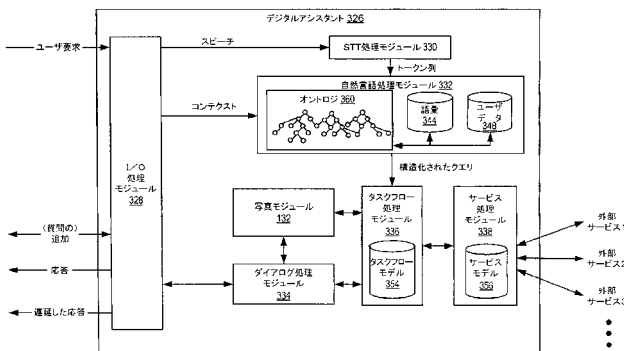 デジタルアシスタント 326
ユーザ要求
スピーチ
STT処理モジュール 330
トークン列
自然言語処理モジュール 332
オントロジ 360
語彙
344
ユーザ
データ
348
コンテクスト
I/O
処理
モジュール
328
構造化されたクエリ
写真モジュール
132
タスクフロー
処理
モジュール
336
タスクフロー
モデル
354
サービス
処理
モジュール
338
サービス
モデル
356
外部
サービス1
外部
サービス2
外部
サービス3
(質問の)
追加
応答
遅延した応答
ダイアログ処理
モジュール
334